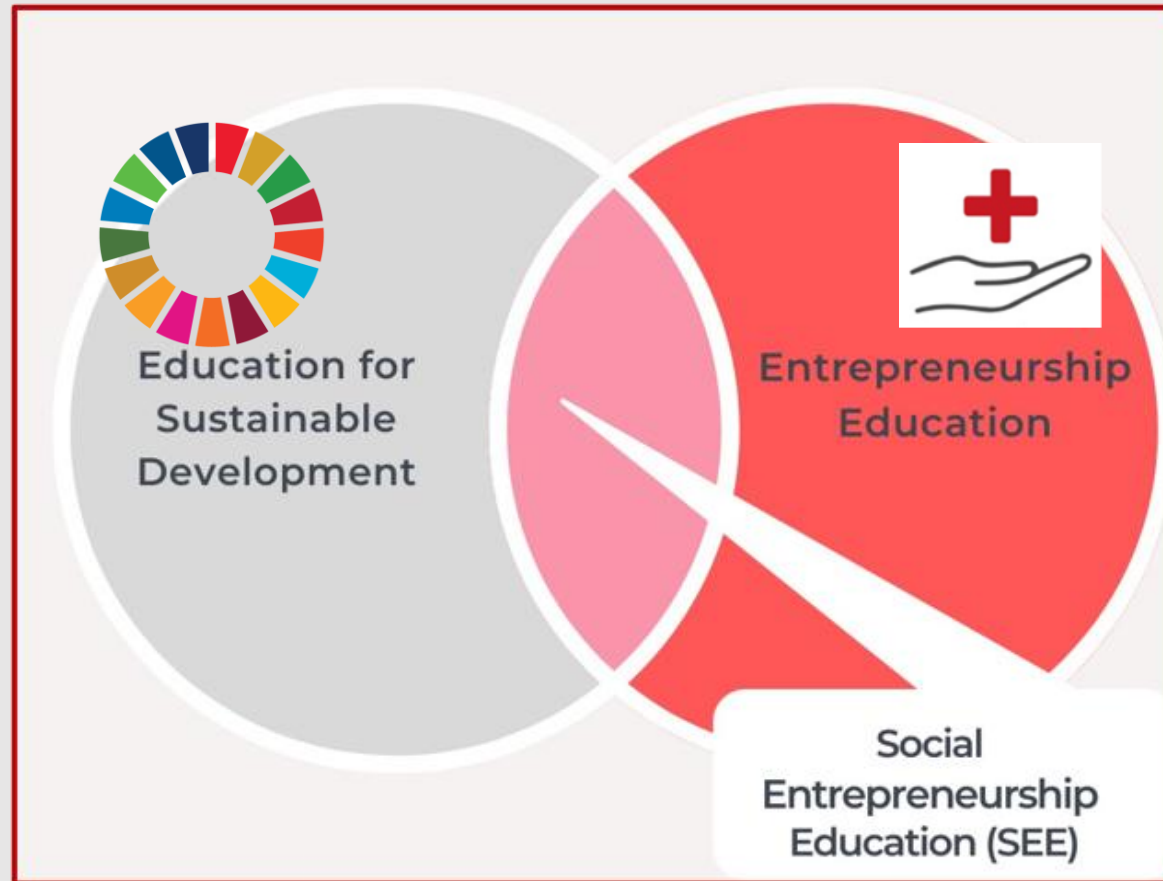 Education for
Sustainable
Development
Entrepreneurship
Education
Social
Entrepreneurship
Education (SEE)